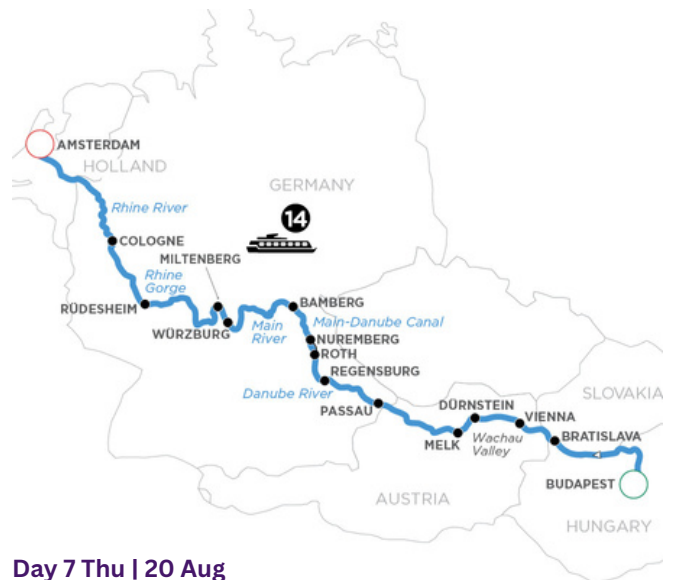 AMSTERDAM
HOLLAND
GERMANY
Rhine River
14
COLOGNE
MILTENBERG
Rhine
Gorge
RÜDESHEIM
BAMBERG
WÜRZBURG
Main
River
Main-Danube Canal
NUREMBERG
ROTH
REGENSBURG
Danube River
PASSAU
SLOVAKIA
DÜRNSTEIN
VIENNA
MELK
Wachau
Valley
BRATISLAVA
BUDAPEST
AUSTRIA
HUNGARY
Day 7 Thu | 20 Aug